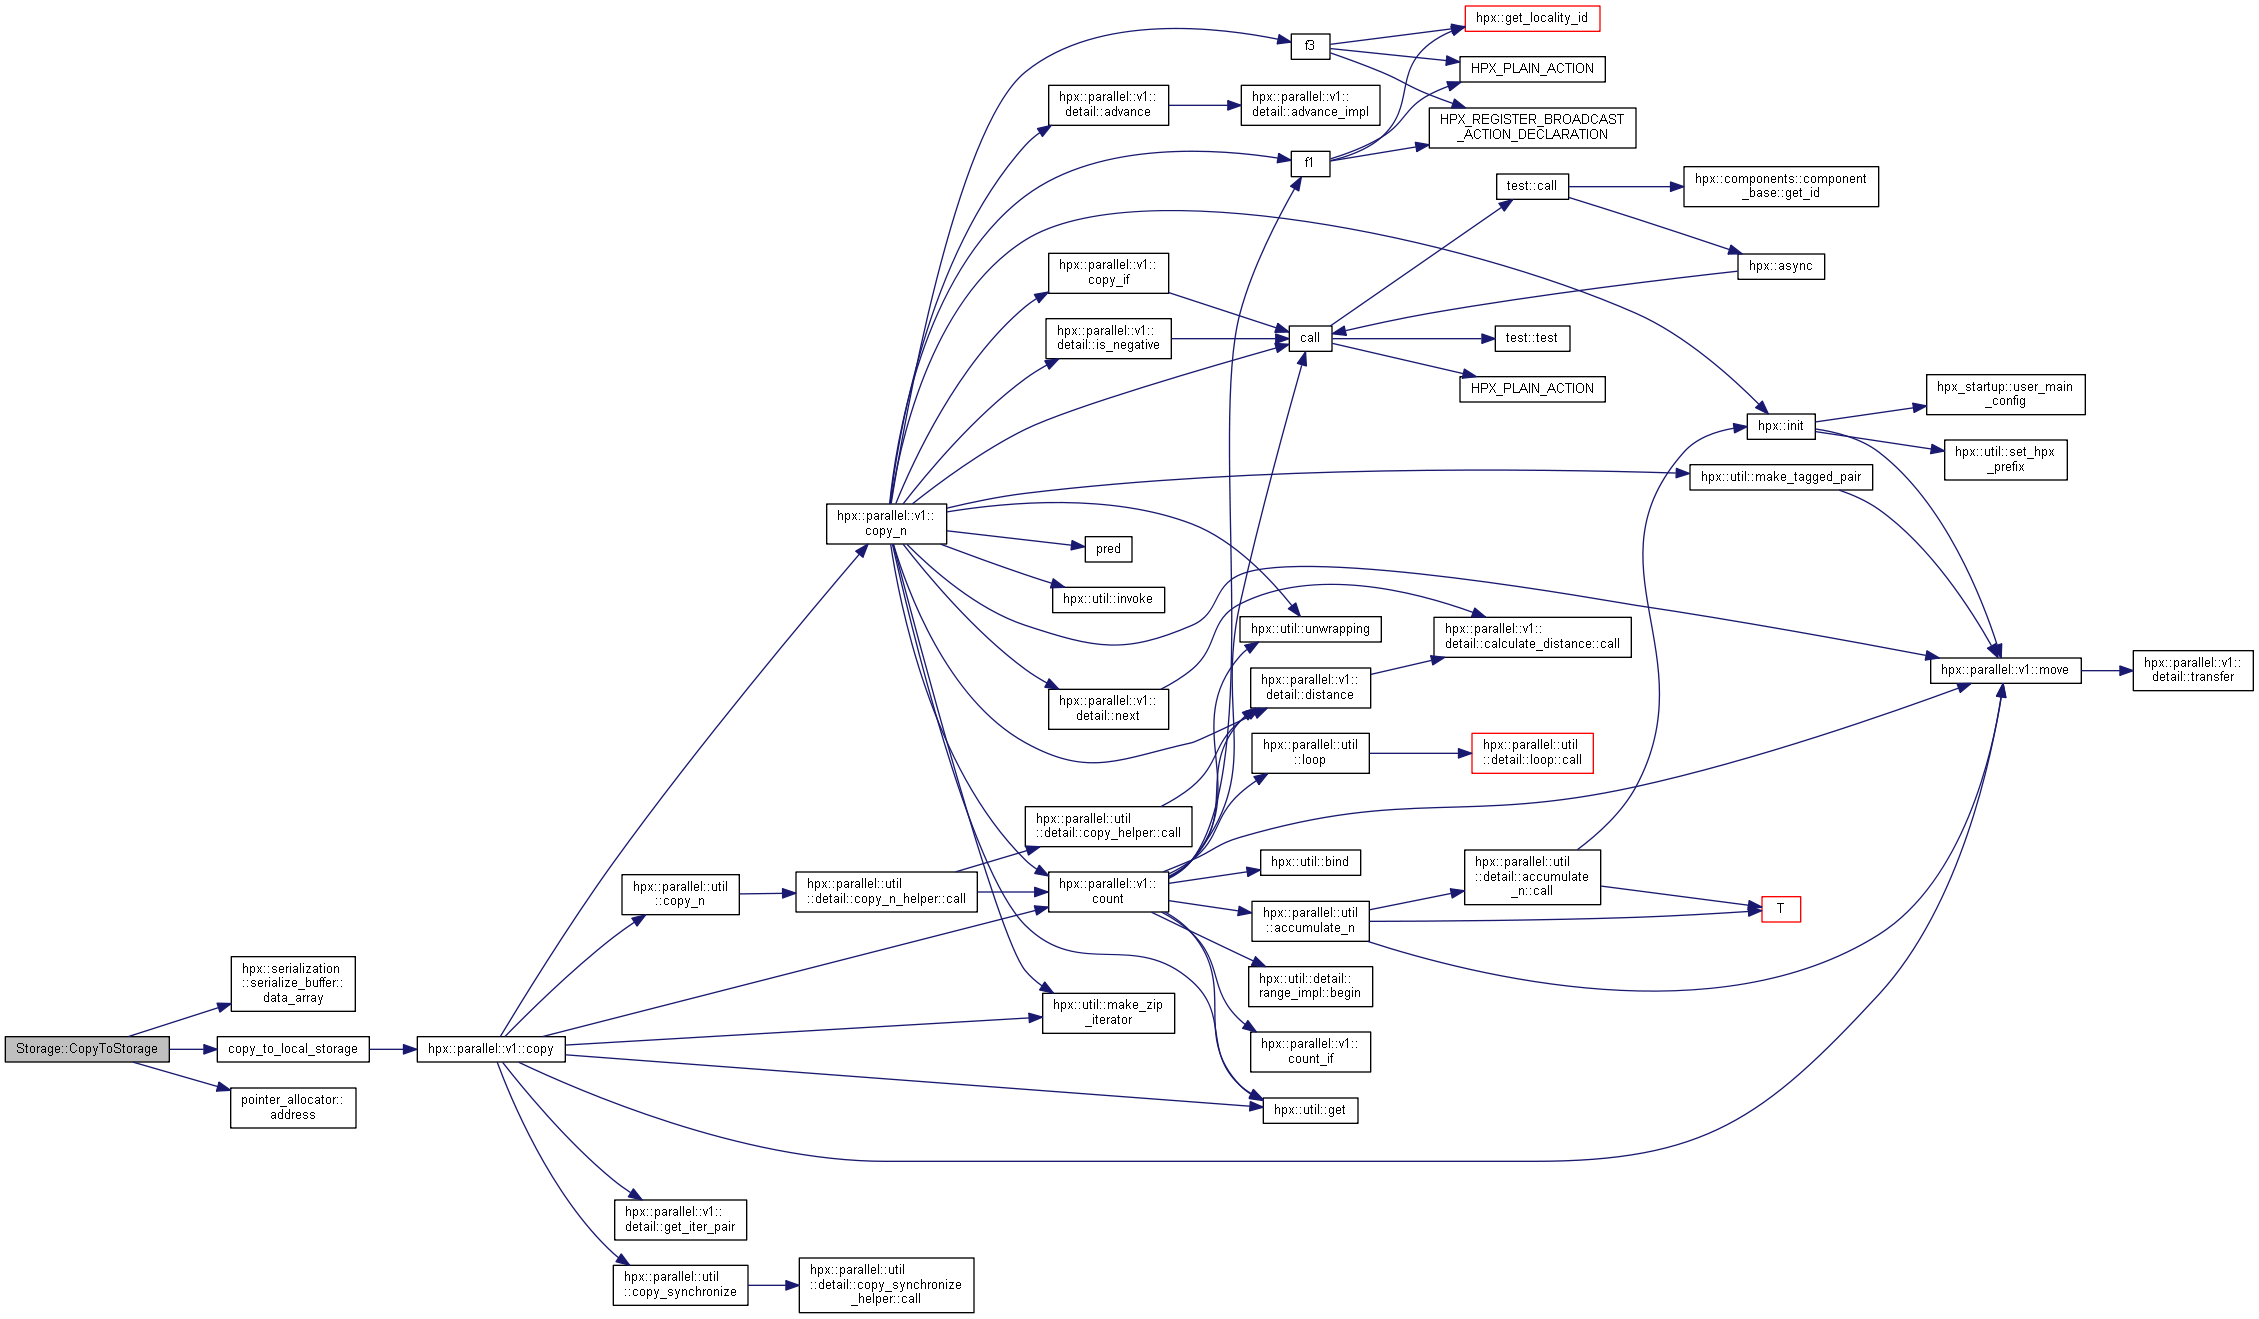 Storage::CopyToStorage
hpx::serialization
::serialize_buffer::
data_array
copy_to_local_storage
pointer_allocator::
address
hpx::parallel::v1::copy
hpx::parallel::v1::
copy_n
hpx::parallel::util
::copy_n
hpx::parallel::v1::
detail::get_iter_pair
hpx::parallel::util
::copy_synchronize
hpx::parallel::util
::detail::copy_n_helper::call
hpx::parallel::util
::detail::copy_synchronize
_helper::call
hpx::parallel::v1::
detail::advance
hpx::parallel::v1::
copy_if
hpx::parallel::v1::
detail::is_negative
pred
hpx::util::invoke
hpx::parallel::v1::
detail::next
hpx::parallel::util
::detail::copy_helper::call
hpx::parallel::v1::
count
hpx::util::make_zip
_iterator
f3
hpx::parallel::v1::
detail::advance_impl
f1
call
hpx::util::unwrapping
hpx::parallel::v1::
detail::distance
hpx::parallel::util
::loop
hpx::util::bind
hpx::parallel::util
::accumulate_n
hpx::util::detail::
range_impl::begin
hpx::parallel::v1::
count_if
hpx::util::get
hpx::get_locality_id
HPX_PLAIN_ACTION
HPX_REGISTER_BROADCAST
_ACTION_DECLARATION
test::call
test::test
HPX_PLAIN_ACTION
hpx::parallel::v1::
detail::calculate_distance::call
hpx::parallel::util
::detail::loop::call
hpx::parallel::util
::detail::accumulate
_n::call
hpx::components::component
_base::get_id
hpx::async
hpx::init
hpx::util::make_tagged_pair
T
hpx_startup::user_main
_config
hpx::util::set_hpx
_prefix
hpx::parallel::v1::move
hpx::parallel::v1::
detail::transfer